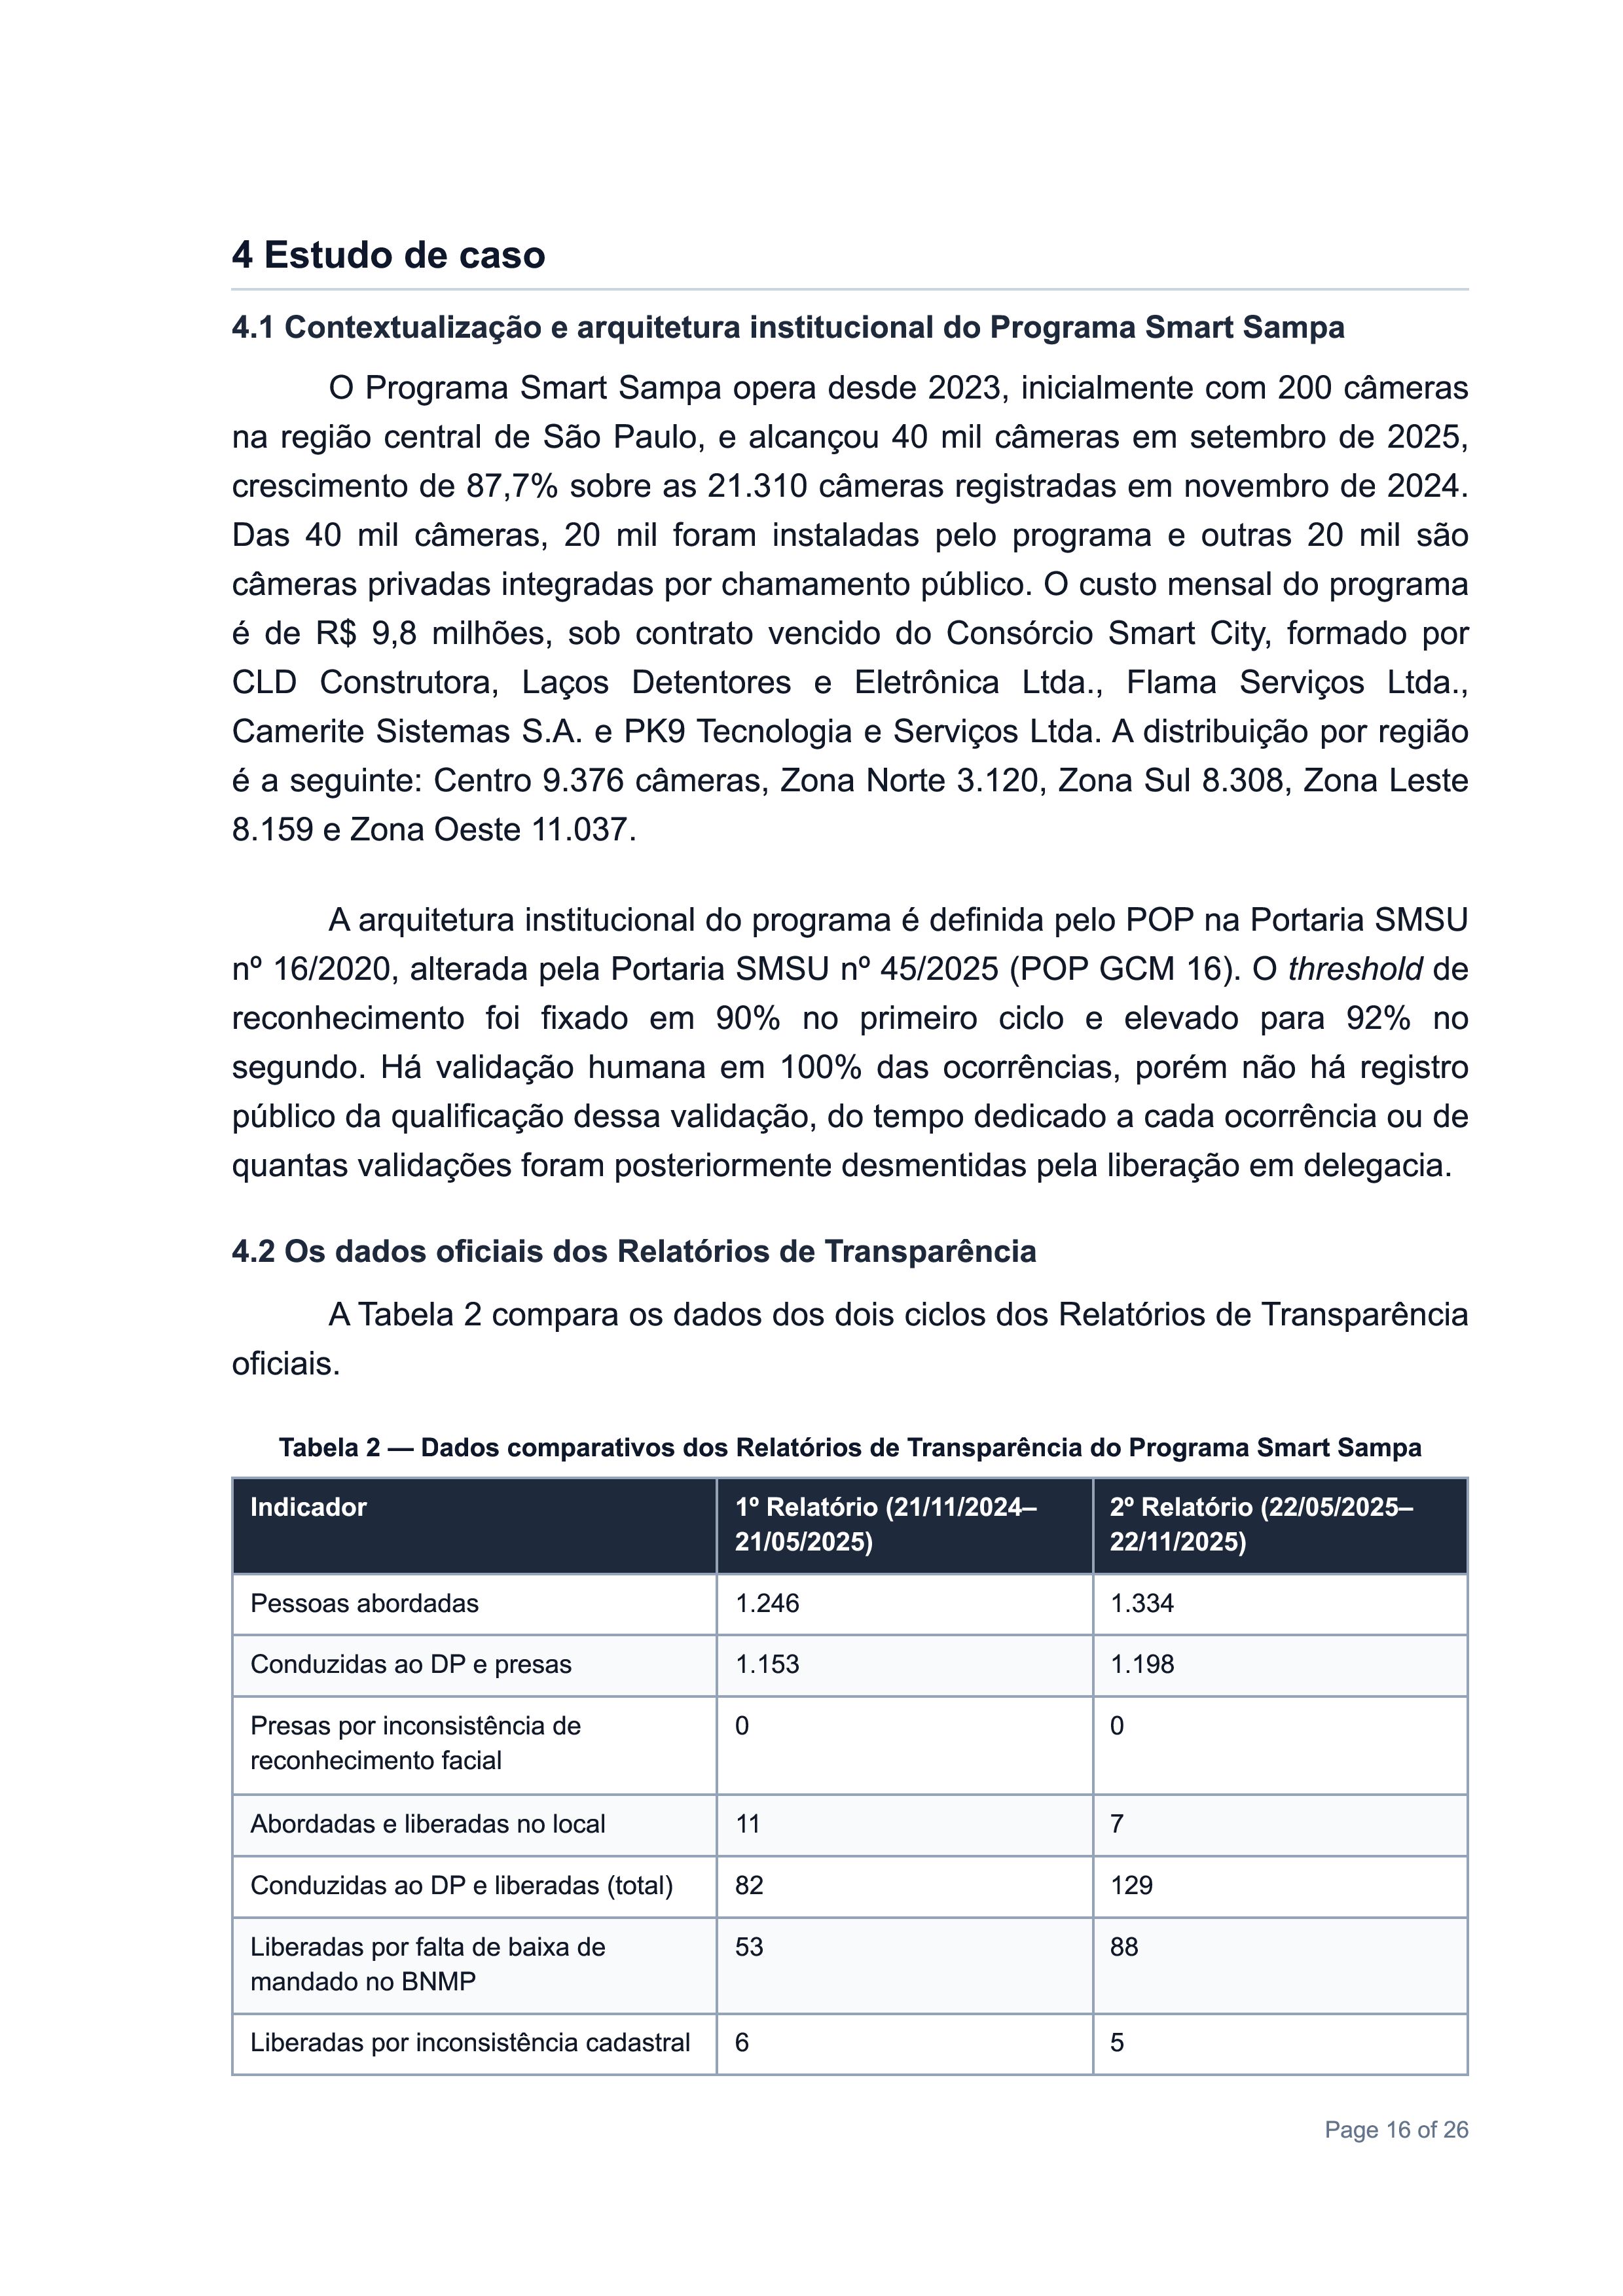 4 Estudo de caso
4.1 Contextualização e arquitetura institucional do Programa Smart Sampa
O Programa Smart Sampa opera desde 2023, inicialmente com 200 câmeras
na região central de São Paulo, e alcançou 40 mil câmeras em setembro de 2025,
crescimento de 87,7% sobre as 21.310 câmeras registradas em novembro de 2024.
Das 40 mil câmeras, 20 mil foram instaladas pelo programa e outras 20 mil são
câmeras privadas integradas por chamamento público. O custo mensal do programa
é de R$ 9,8 milhões, sob contrato vencido do Consórcio Smart City, formado por
CLD Construtora, Laços Detentores e Eletrônica Ltda., Flama Serviços Ltda.,
Camerite Sistemas S.A. e PK9 Tecnologia e Serviços Ltda. A distribuição por região
é a seguinte: Centro 9.376 câmeras, Zona Norte 3.120, Zona Sul 8.308, Zona Leste
8.159 e Zona Oeste 11.037.
A arquitetura institucional do programa é definida pelo POP na Portaria SMSU
nº 16/2020, alterada pela Portaria SMSU nº 45/2025 (POP GCM 16). O threshold de
reconhecimento foi fixado em 90% no primeiro ciclo e elevado para 92% no
segundo. Há validação humana em 100% das ocorrências, porém não há registro
público da qualificação dessa validação, do tempo dedicado a cada ocorrência ou de
quantas validações foram posteriormente desmentidas pela liberação em delegacia.
4.2 Os dados oficiais dos Relatórios de Transparência
A Tabela 2 compara os dados dos dois ciclos dos Relatórios de Transparência
oficiais.
Tabela 2 — Dados comparativos dos Relatórios de Transparência do Programa Smart Sampa
Indicador 1º Relatório (21/11/2024– 2º Relatório (22/05/2025–
21/05/2025) 22/11/2025)
Pessoas abordadas 1.246 1.334
Conduzidas ao DP e presas 1.153 1.198
Presas por inconsistência de 0 0
reconhecimento facial
Abordadas e liberadas no local 11 7
Conduzidas ao DP e liberadas (total) 82 129
Liberadas por falta de baixa de 53 88
mandado no BNMP
Liberadas por inconsistência cadastral 6 5
Page 16 of 26